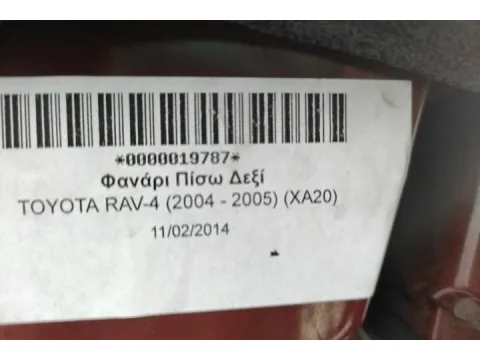 *0000019787*
Φανάρι Πίσω Δεξί
TOYOTA RAV-4 (2004 - 2005) (XA20)
11/02/2014